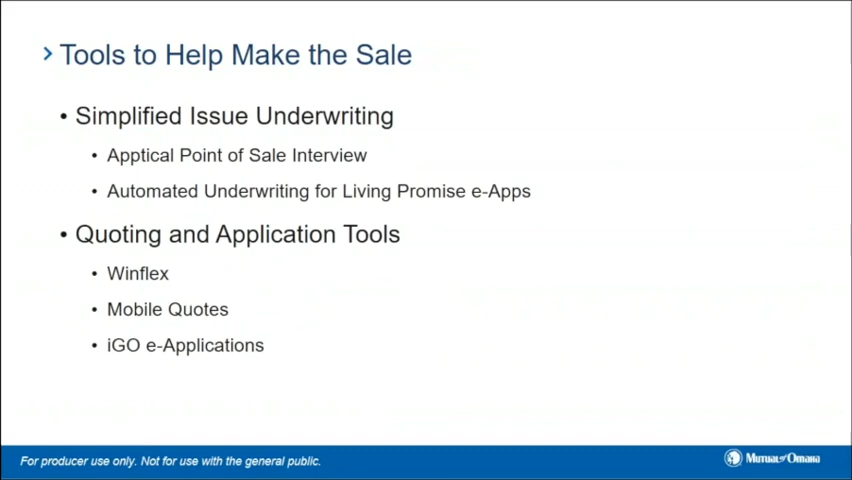 Tools to Help Make the Sale
• Simplified Issue Underwriting
• Apptical Point of Sale Interview
• Automated Underwriting for Living Promise e-Apps
• Quoting and Application Tools
• Winflex
• Mobile Quotes
• iGO e-Applications
For producer use only. Not for use with the general public.
Mutual of Omaha